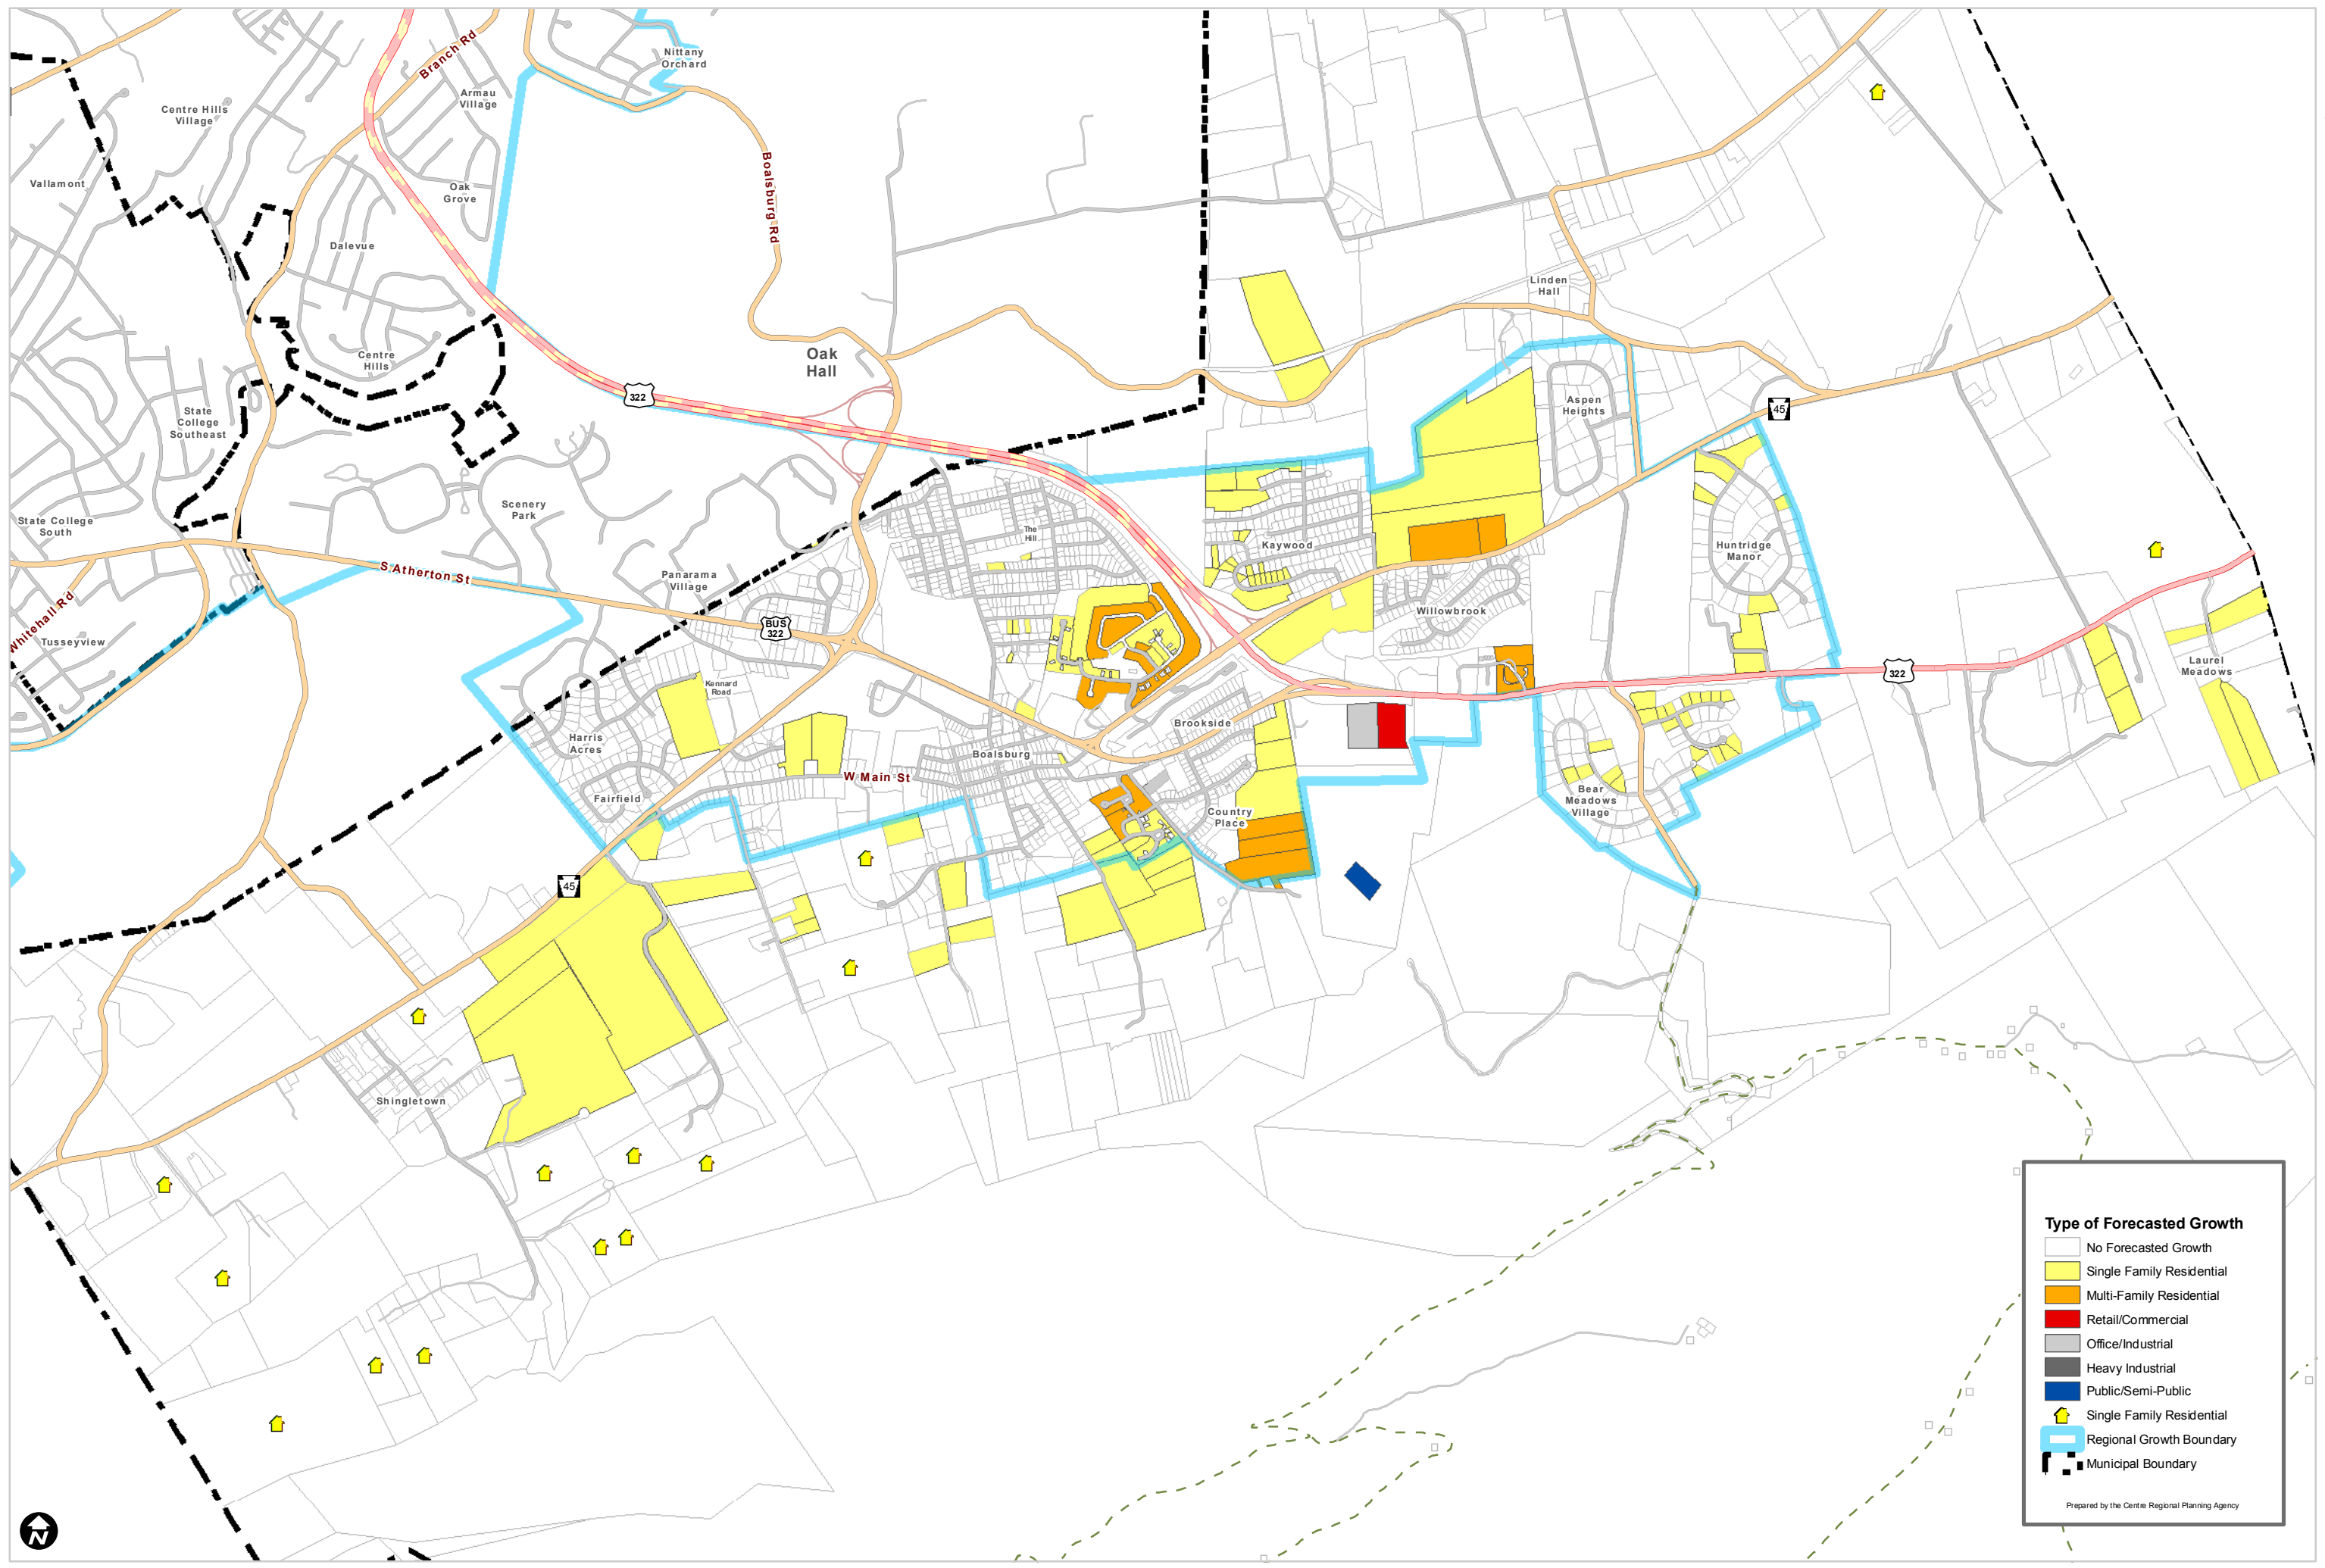 Branch Rd
Nittany
Orchard
Armau
Village
Centre Hills
Village
Vallamont
Oak
Grove
Boalsburg Rd
Dalevue
Linden
Hall
Centre
Hills
Oak
Hall
322
State
College
Southeast
Aspen
Heights
45
Scenery
Park
State College
South
The
Hill
Kaywood
Huntridge
Manor
S Atherton St
Panarama
Village
Whitehall Rd
Willowbrook
BUS
322
Tusseyview
Laurel
Meadows
322
Kennard
Road
Brookside
Harris
Acres
Boalsburg
W Main St
Fairfield
Bear
Meadows
Village
Country
Place
45
Shingletown
Type of Forecasted Growth
No Forecasted Growth
Single Family Residential
Multi-Family Residential
Retail/Commercial
Office/Industrial
Heavy Industrial
Public/Semi-Public
Single Family Residential
Regional Growth Boundary
Municipal Boundary
Prepared by the Centre Regional Planning Agency
N